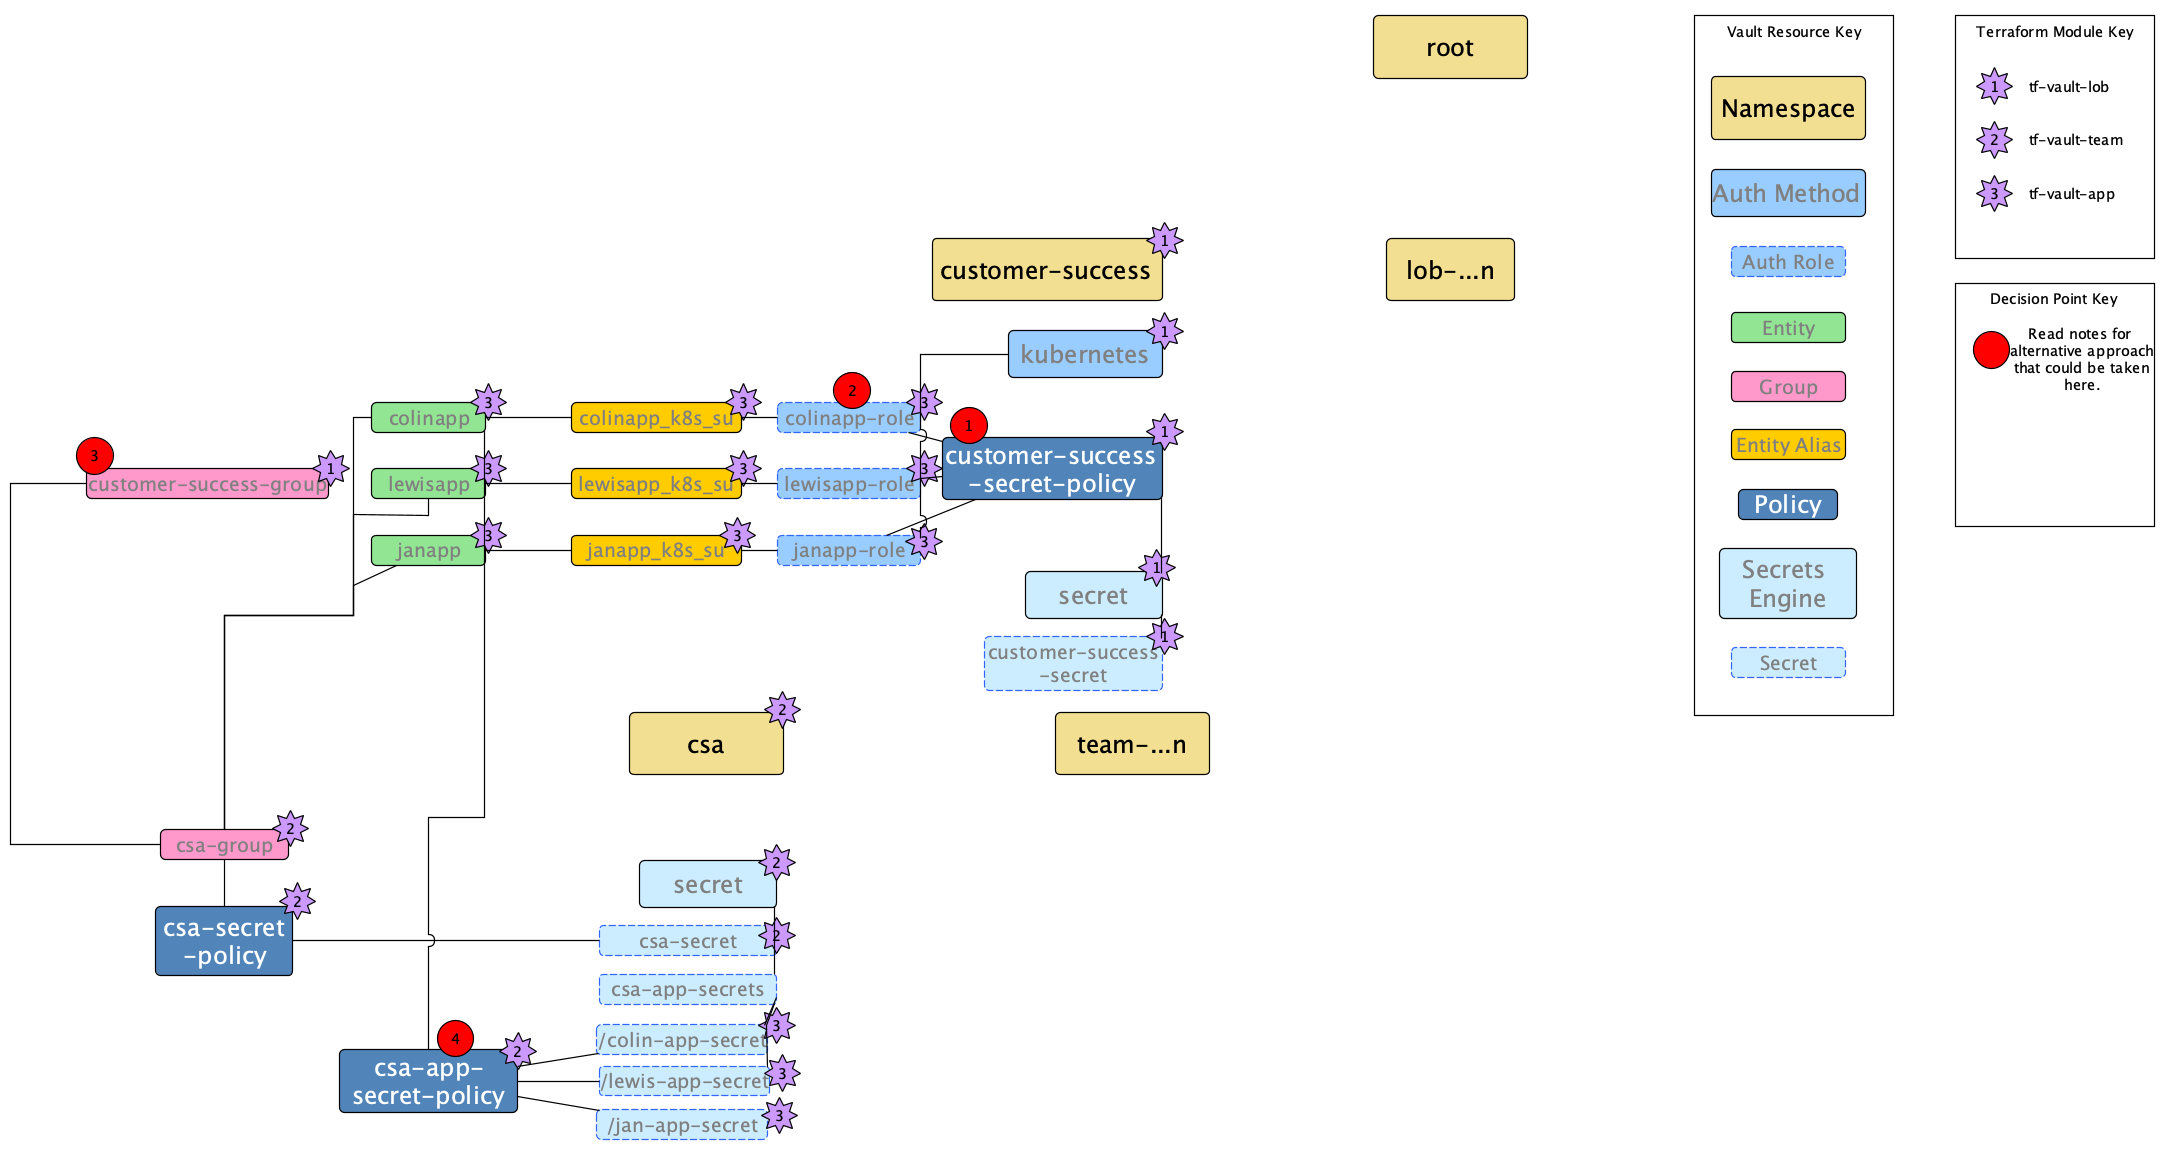 root
customer-success
1
lob-...n
kubernetes
1
colinapp
3
colinapp_k8s_su
3
2
colinapp-role
3
1
customer-success
-secret-policy
1
3
customer-success-group
1
lewisapp
3
lewisapp_k8s_su
3
lewisapp-role
3
janapp
3
janapp_k8s_su
3
janapp-role
3
secret
1
customer-success
-secret
1
csa
2
team-...n
csa-group
2
csa-secret
-policy
2
secret
2
csa-secret
2
csa-app-secrets
/colin-app-secret
3
/lewis-app-secret
3
/jan-app-secret
3
4
csa-app-
secret-policy
2
Vault Resource Key
Namespace
Auth Method
Auth Role
Entity
Group
Entity Alias
Policy
Secrets
Engine
Secret
Terraform Module Key
1 tf-vault-lob
2 tf-vault-team
3 tf-vault-app
Decision Point Key
Read notes for
alternative approach
that could be taken
here.